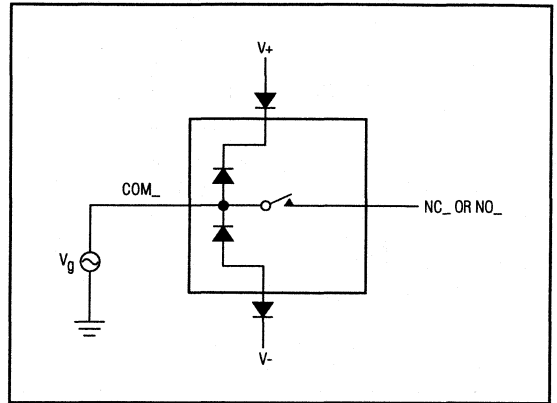 V+
COM_
NC_ OR NO_
Vg
V-